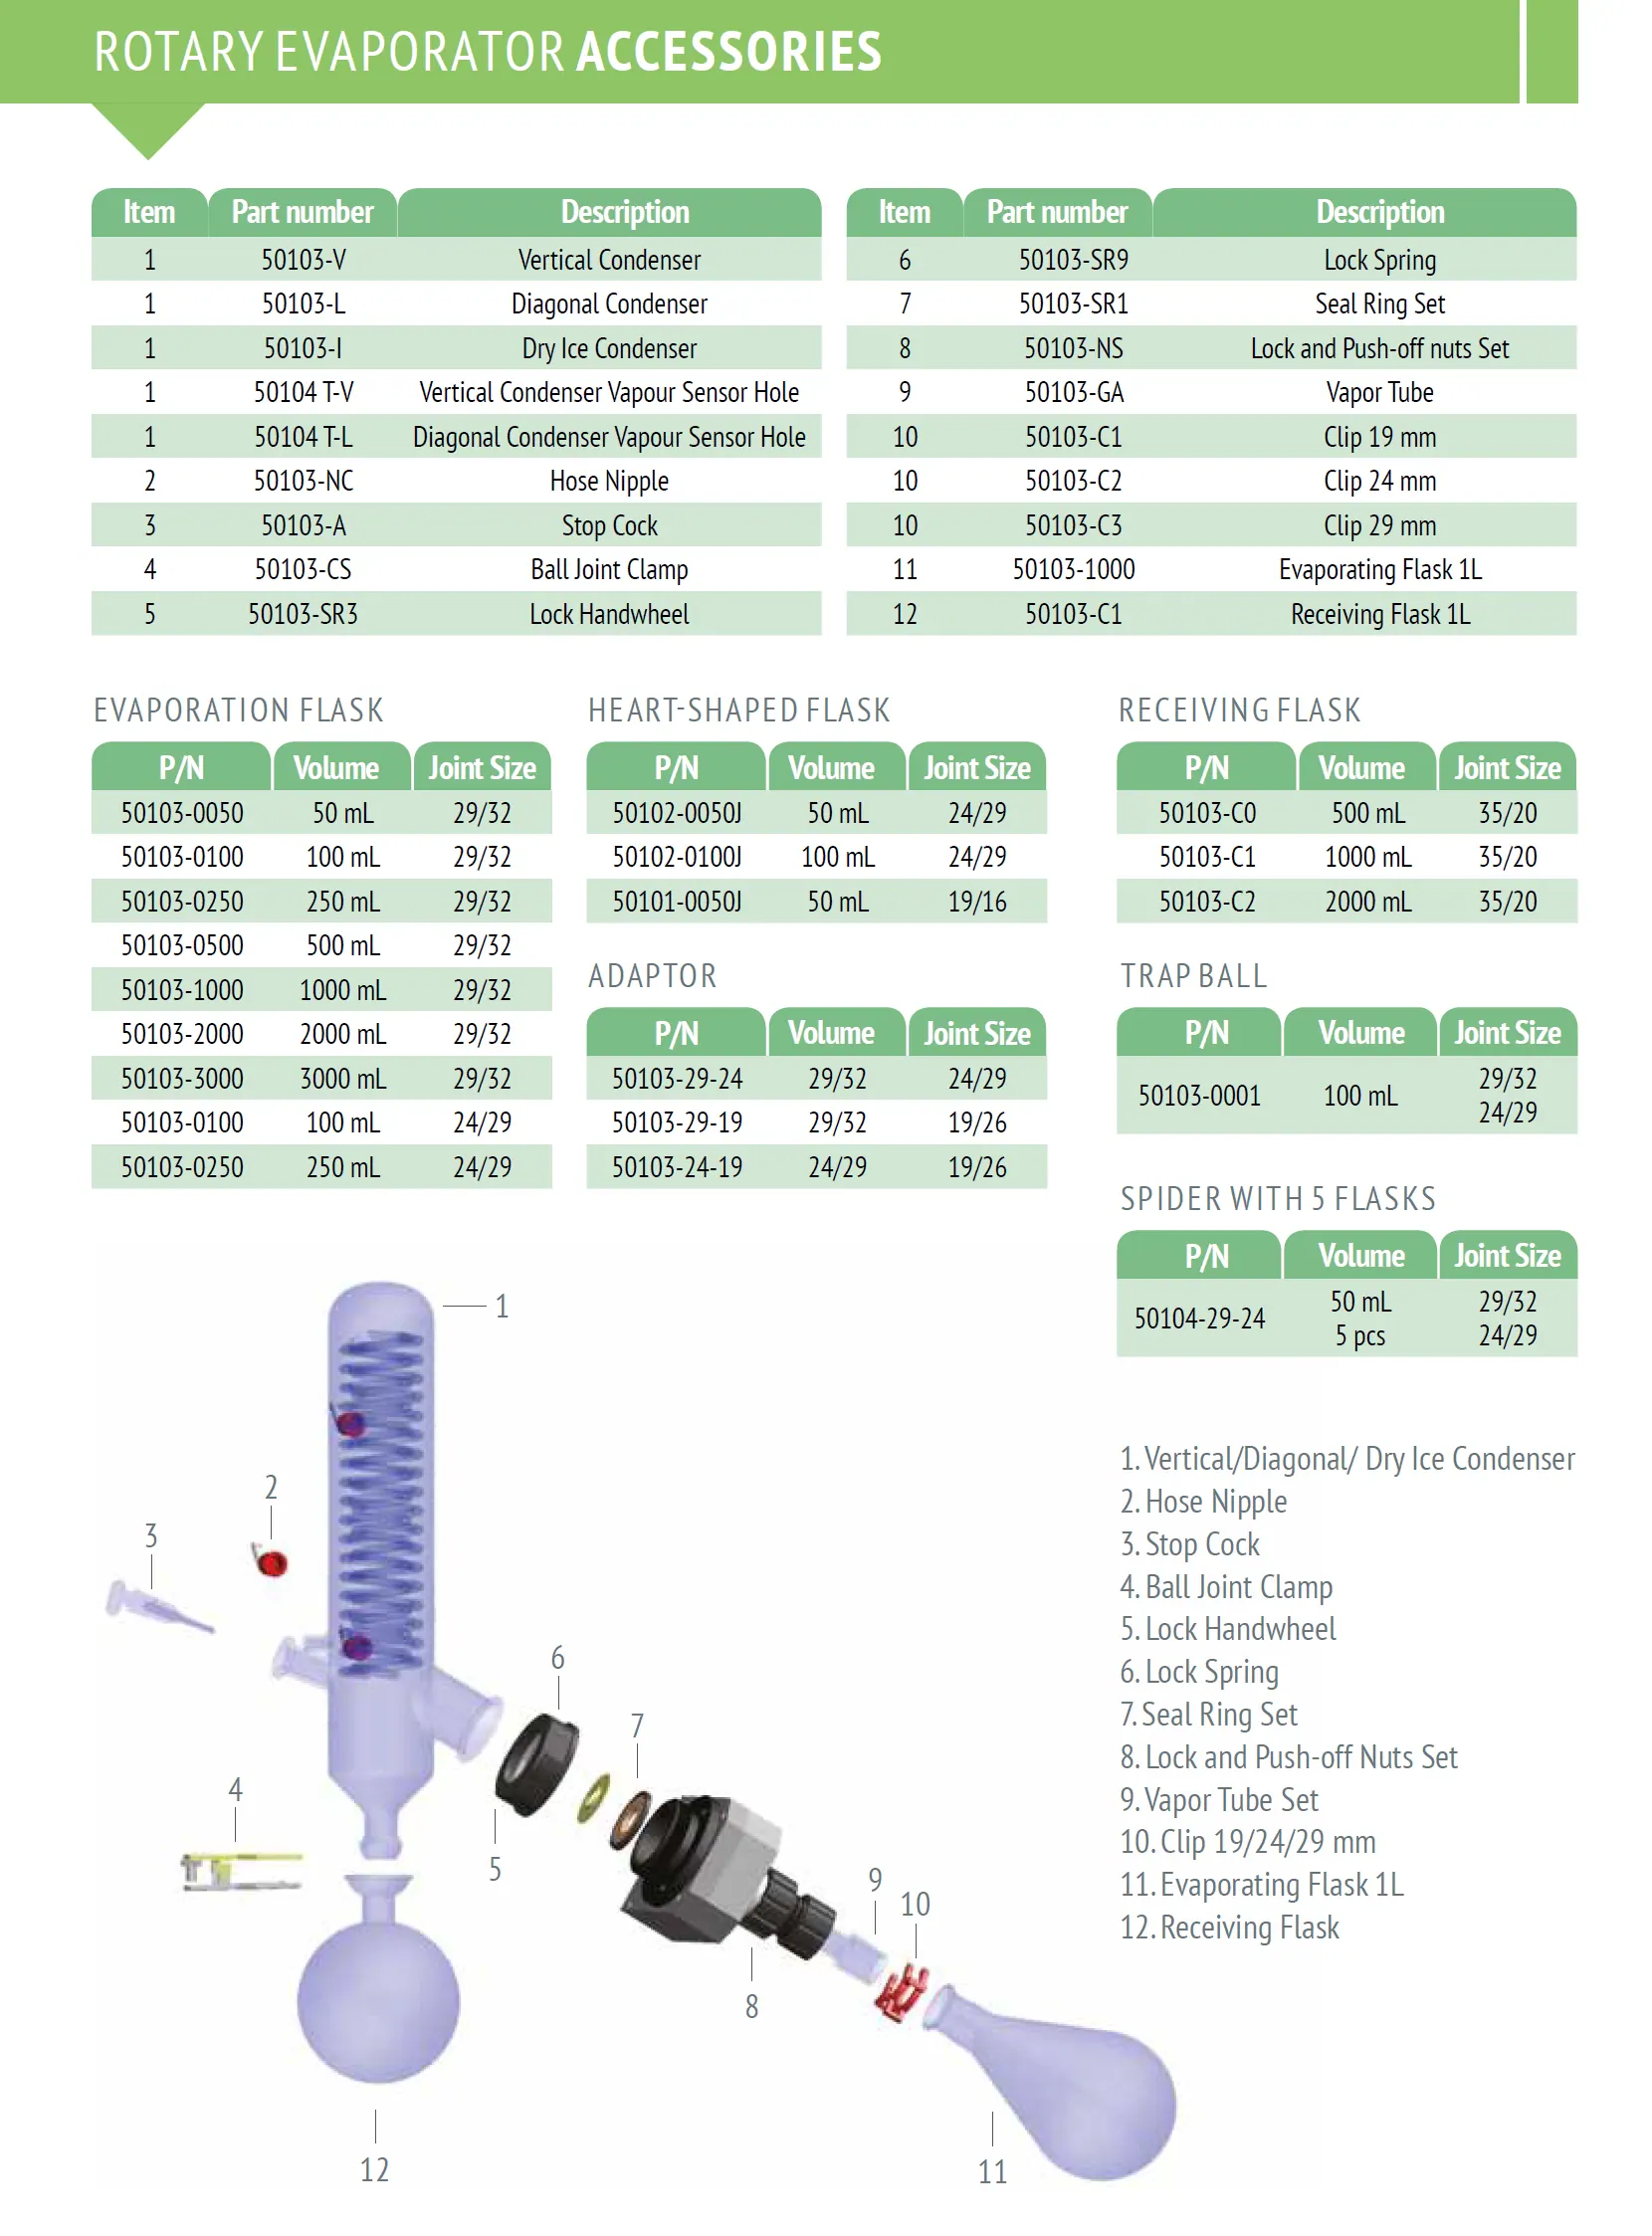 ROTARY EVAPORATOR ACCESSORIES
Item Part number Description
1 50103-V Vertical Condenser
1 50103-L Diagonal Condenser
1 50103-I Dry Ice Condenser
1 50104 T-V Vertical Condenser Vapour Sensor Hole
1 50104 T-L Diagonal Condenser Vapour Sensor Hole
2 50103-NC Hose Nipple
3 50103-A Stop Cock
4 50103-CS Ball Joint Clamp
5 50103-SR3 Lock Handwheel
Item Part number Description
6 50103-SR9 Lock Spring
7 50103-SR1 Seal Ring Set
8 50103-NS Lock and Push-off nuts Set
9 50103-GA Vapor Tube
10 50103-C1 Clip 19 mm
10 50103-C2 Clip 24 mm
10 50103-C3 Clip 29 mm
11 50103-1000 Evaporating Flask 1L
12 50103-C1 Receiving Flask 1L
EVAPORATION FLASK
P/N Volume Joint Size
50103-0050 50 mL 29/32
50103-0100 100 mL 29/32
50103-0250 250 mL 29/32
50103-0500 500 mL 29/32
50103-1000 1000 mL 29/32
50103-2000 2000 mL 29/32
50103-3000 3000 mL 29/32
50103-0100 100 mL 24/29
50103-0250 250 mL 24/29
HEART-SHAPED FLASK
P/N Volume Joint Size
50102-0050J 50 mL 24/29
50102-0100J 100 mL 24/29
50101-0050J 50 mL 19/16
ADAPTOR
P/N Volume Joint Size
50103-29-24 29/32 24/29
50103-29-19 29/32 19/26
50103-24-19 24/29 19/26
RECEIVING FLASK
P/N Volume Joint Size
50103-C0 500 mL 35/20
50103-C1 1000 mL 35/20
50103-C2 2000 mL 35/20
TRAP BALL
P/N Volume Joint Size
50103-0001 100 mL 29/32
24/29
SPIDER WITH 5 FLASKS
P/N Volume Joint Size
50104-29-24 50 mL 29/32
5 pcs 24/29
1
2
3
4
5
6
7
8
9
10
11
12
1. Vertical/Diagonal/ Dry Ice Condenser
2. Hose Nipple
3. Stop Cock
4. Ball Joint Clamp
5. Lock Handwheel
6. Lock Spring
7. Seal Ring Set
8. Lock and Push-off Nuts Set
9. Vapor Tube Set
10. Clip 19/24/29 mm
11. Evaporating Flask 1L
12. Receiving Flask